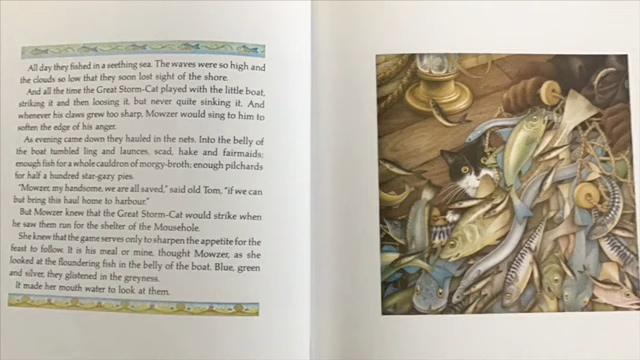 All day they fished in a seething sea. The waves were so high and
the clouds so low that they soon lost sight of the shore.
And all the time the Great Storm-Cat played with the little boat,
striking it and then loosing it, but never quite sinking it. And
whenever his claws grew too sharp, Mowzer would sing to him to
soften the edge of his anger.
As evening came down they hauled in the nets. Into the belly of
the boat tumbled ling and launces, scad, hake and fairmaids;
enough fish for a whole cauldron of morgy-broth; enough pilchards
for half a hundred star-gazy pies.
"Mowzer, my handsome, we are all saved," said old Tom, "if we can
but bring this haul home to harbour."
But Mowzer knew that the Great Storm-Cat would strike when
he saw them run for the shelter of the Mousehole.
She knew that the game serves only to sharpen the appetite for the
feast to follow. It is his meal or mine, thought Mowzer, as she
looked at the floundering fish in the belly of the boat. Blue, green
and silver, they glistened in the greyness.
It made her mouth water to look at them.